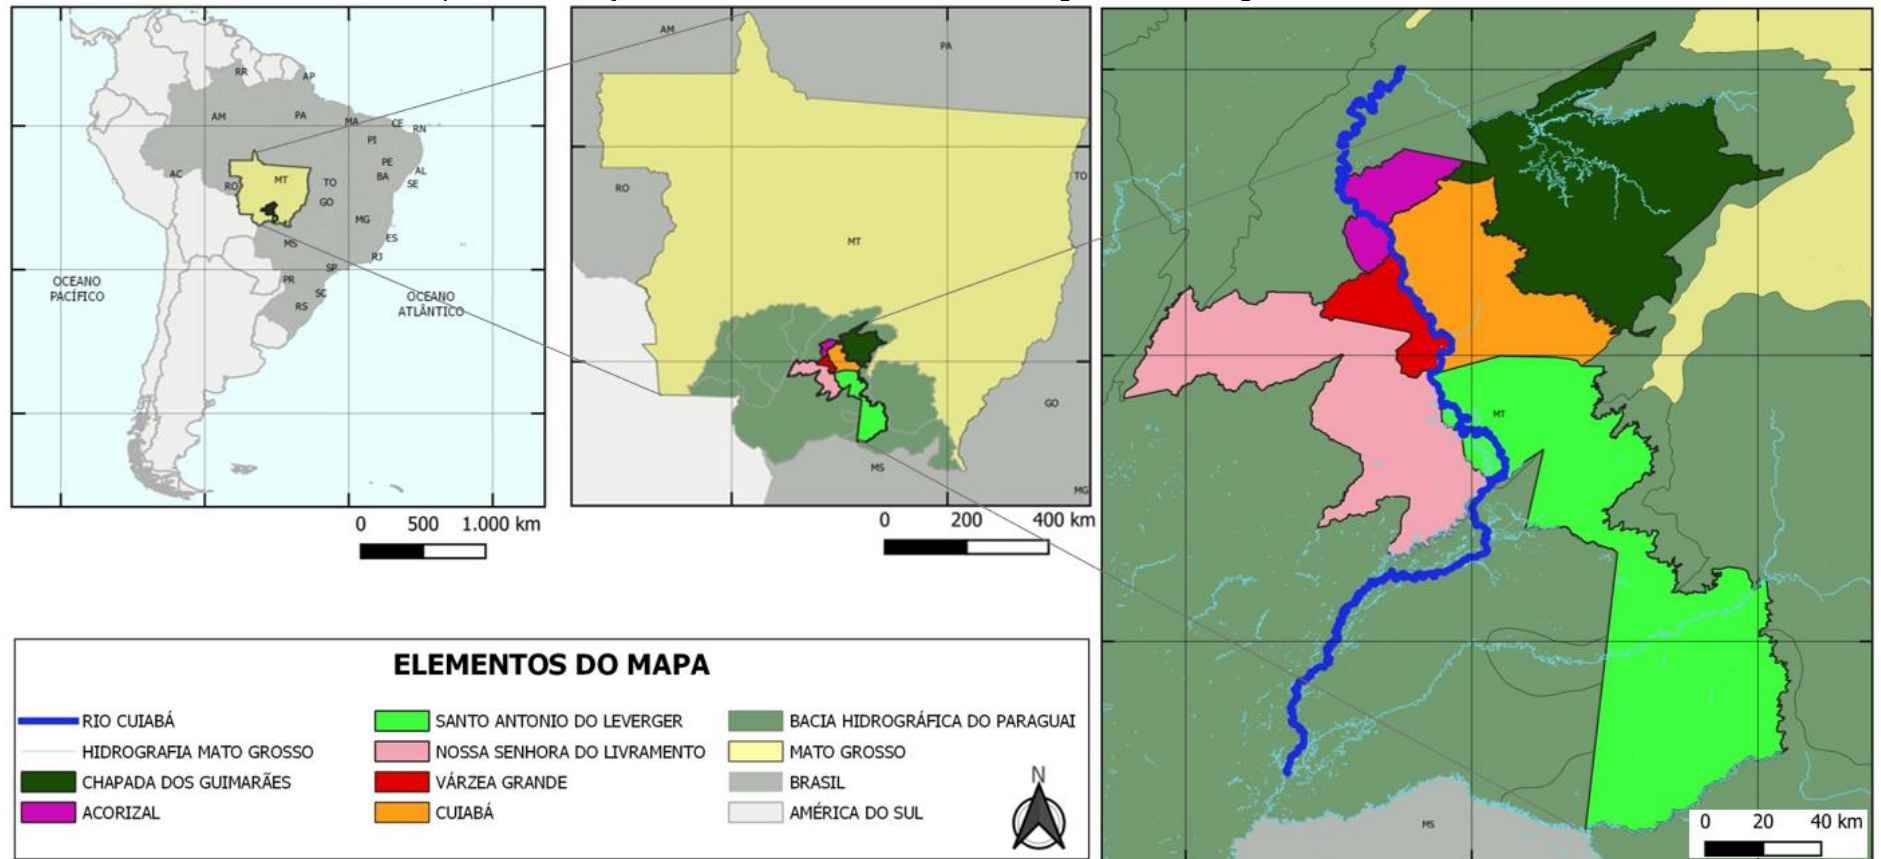 RR
AP
AM
PA
MA
CE
RN
PI
PE
AL
BA
SE
AC
RO
MT
TO
GO
MG
MS
ES
RJ
SP
PR
SC
RS
OCEANO
PACÍFICO
OCEANO
ATLÂNTICO
0 500 1.000 km
AM
PA
RO
TO
MT
GO
MS
MG
0 200 400 km
MT
MS
0 20 40 km
ELEMENTOS DO MAPA
RIO CUIABÁ
HIDROGRAFIA MATO GROSSO
CHAPADA DOS GUIMARÃES
ACORIZAL
SANTO ANTONIO DO LEVERGER
NOSSA SENHORA DO LIVRAMENTO
VÁRZEA GRANDE
CUIABÁ
BACIA HIDROGRÁFICA DO PARAGUAI
MATO GROSSO
BRASIL
AMÉRICA DO SUL
N